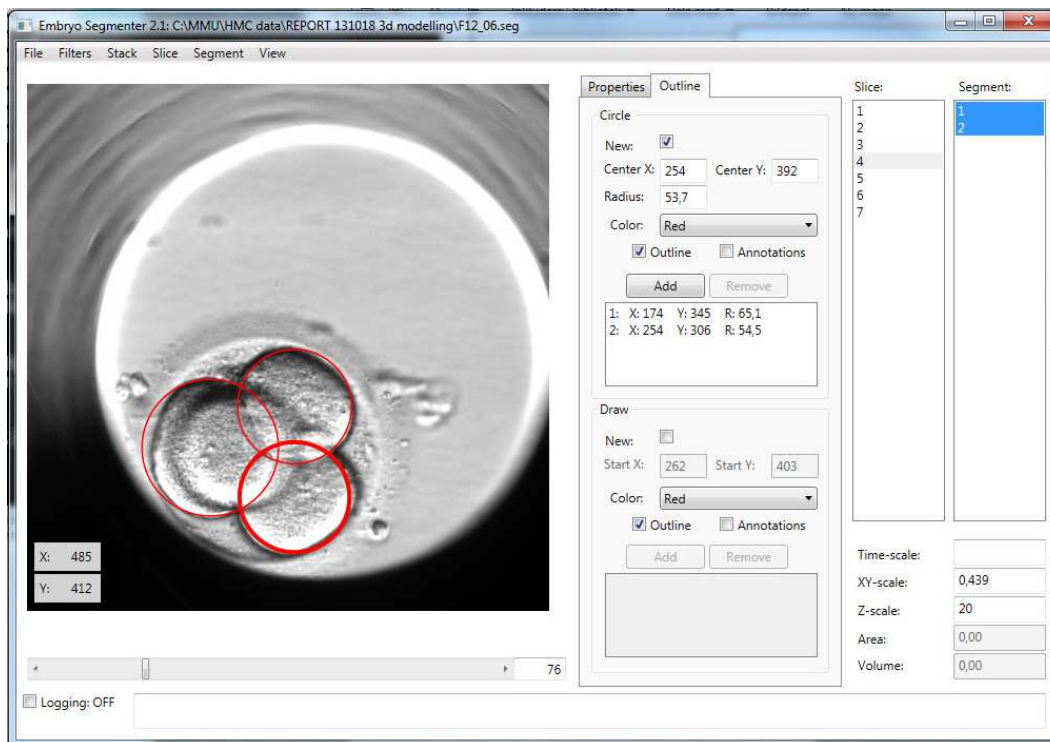 Embryo Segmenter 2.1: C:\MMU\HMC data\REPORT 131018 3d modelling\F12_06.seg
File Filters Stack Slice Segment View
Properties Outline
Circle
New:
Center X: 254 Center Y: 392
Radius: 53,7
Color: Red
Outline Annotations
Add Remove
1: X: 174 Y: 345 R: 65,1
2: X: 254 Y: 306 R: 54,5
Draw
New:
Start X: 262 Start Y: 403
Color: Red
Outline Annotations
Add Remove
Slice: Segment:
1 1
2 2
3
4
5
6
7
Time-scale:
XY-scale: 0,439
Z-scale: 20
Area: 0,00
Volume: 0,00
X: 485
Y: 412
76
Logging: OFF